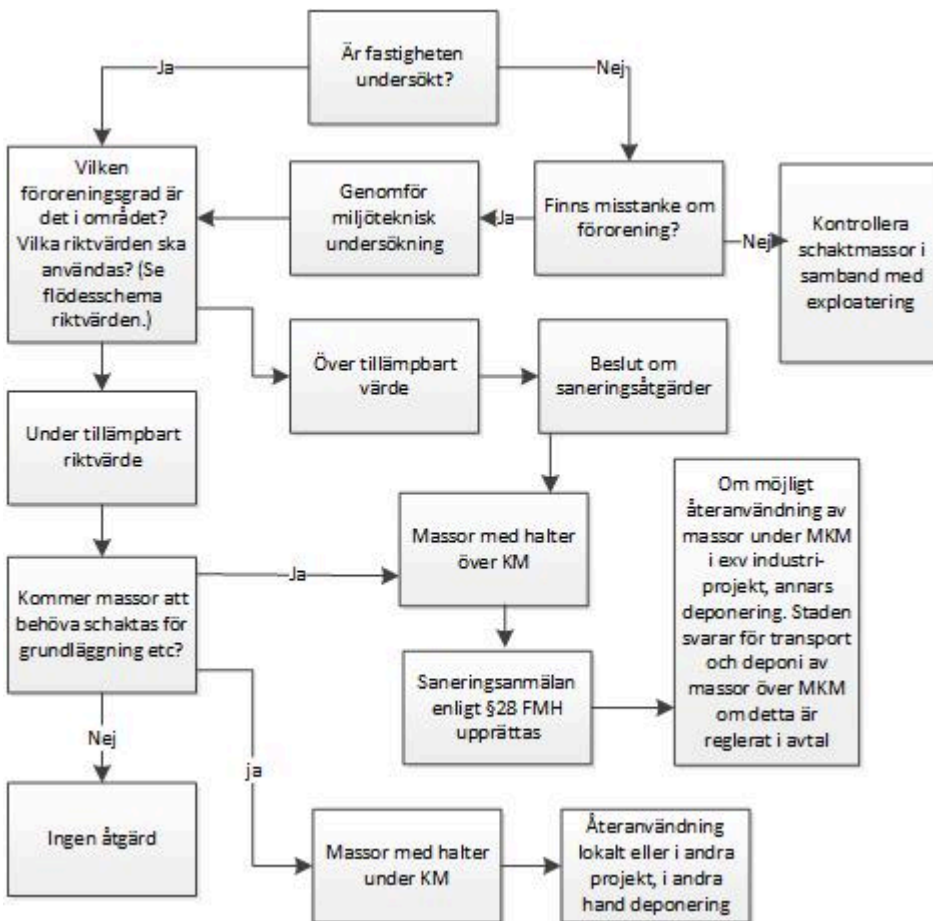 Är fastigheten
undersökt?
Ja
Nej
Vilken
föroreningsgrad är
det i området?
Vilka riktvärden ska
användas? (Se
flödesschema
riktvärden.)
Genomför
miljöteknisk
undersökning
Ja
Finns misstanke om
förorening?
Nej
Kontrollera
schaktmassor i
samband med
exploatering
Över tillämpbart
värde
Beslut om
saneringsåtgärder
Under tillämpbart
riktvärde
Massor med halter
över KM
Om möjligt
återanvändning av
massor under MKM
i exv industri-
projekt, annars
deponering. Staden
svarar för transport
och deponi av
massor över MKM
om detta är
reglerat i avtal
Kommer massor att
behöva schaktas för
grundläggning etc?
Ja
Saneringsanmälan
enligt §28 FMH
upprättas
Nej
ja
Ingen åtgärd
Massor med halter
under KM
Återanvändning
lokalt eller i andra
projekt, i andra
hand deponering